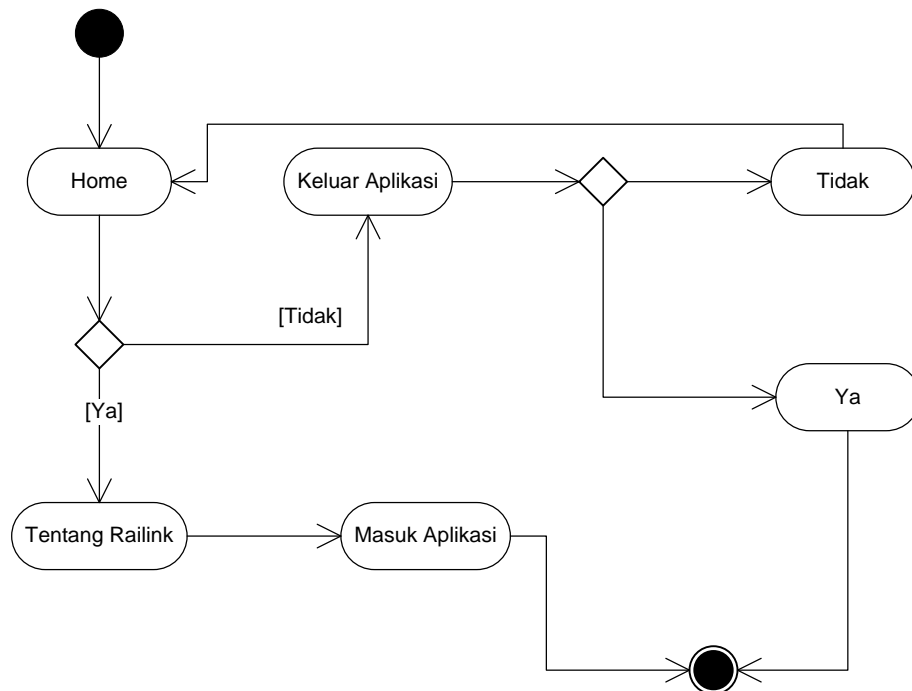 Home
Keluar Aplikasi
Tidak
[Tidak]
Ya
[Ya]
Tentang Railink
Masuk Aplikasi